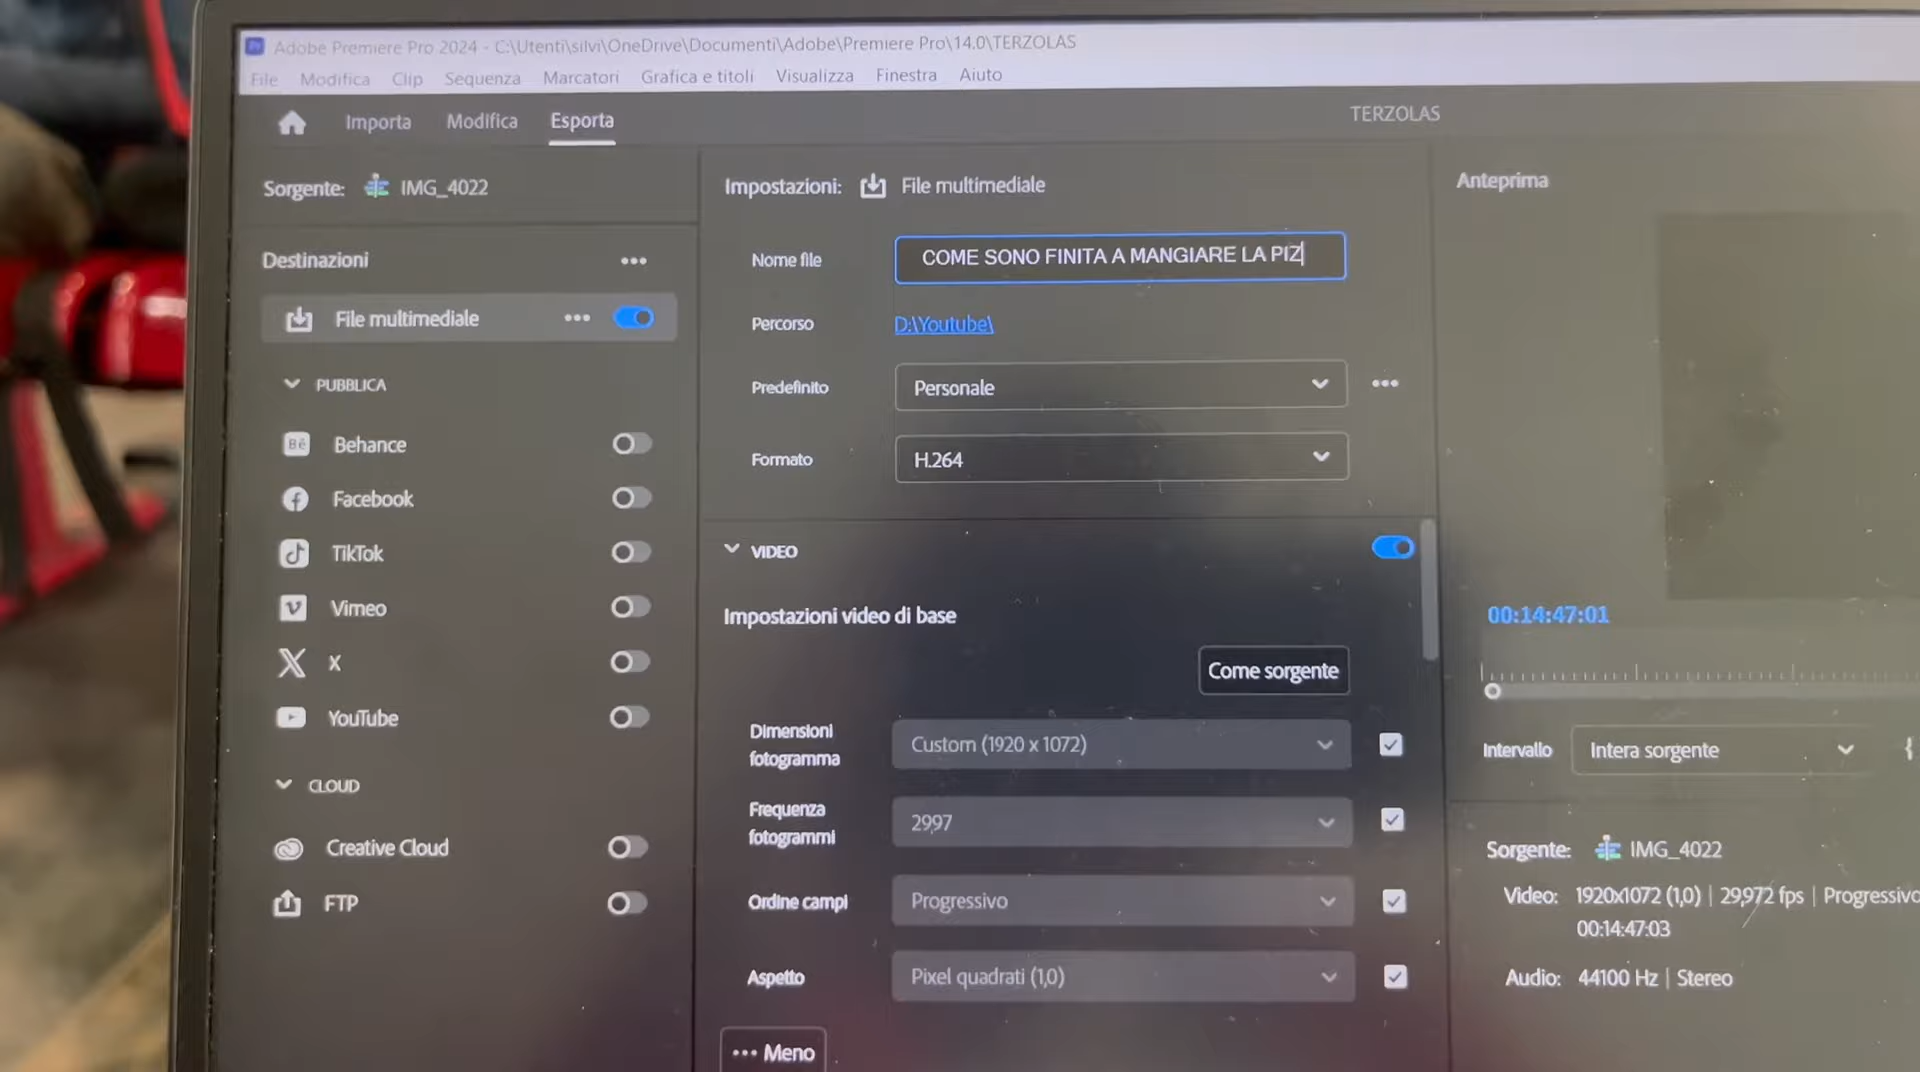 Adobe Premiere Pro 2024 - C:\Utenti\silvi\OneDrive\Documenti\Adobe\Premiere Pro\14.0\TERZOLAS
File Modifica Clip Sequenza Marcatori Grafica e titoli Visualizza Finestra Aiuto
Importa Modifica Esporta TERZOLAS
Sorgente: IMG_4022
Destinazioni
File multimediale
PUBBLICA
Bē Behance
Facebook
TikTok
Vimeo
X
YouTube
CLOUD
Creative Cloud
FTP
Impostazioni: File multimediale
Nome file COME SONO FINITA A MANGIARE LA PIZ
Percorso D:\Youtube\
Predefinito Personale
Formato H.264
VIDEO
Impostazioni video di base
Come sorgente
Dimensioni fotogramma Custom (1920 x 1072)
Frequenza fotogrammi 29,97
Ordine campi Progressivo
Aspetto Pixel quadrati (1,0)
Meno
Anteprima
00:14:47:01
Intervallo Intera sorgente
Sorgente: IMG_4022
Video: 1920x1072 (1,0) | 29,972 fps | Progressivo
00:14:47:03
Audio: 44100 Hz | Stereo